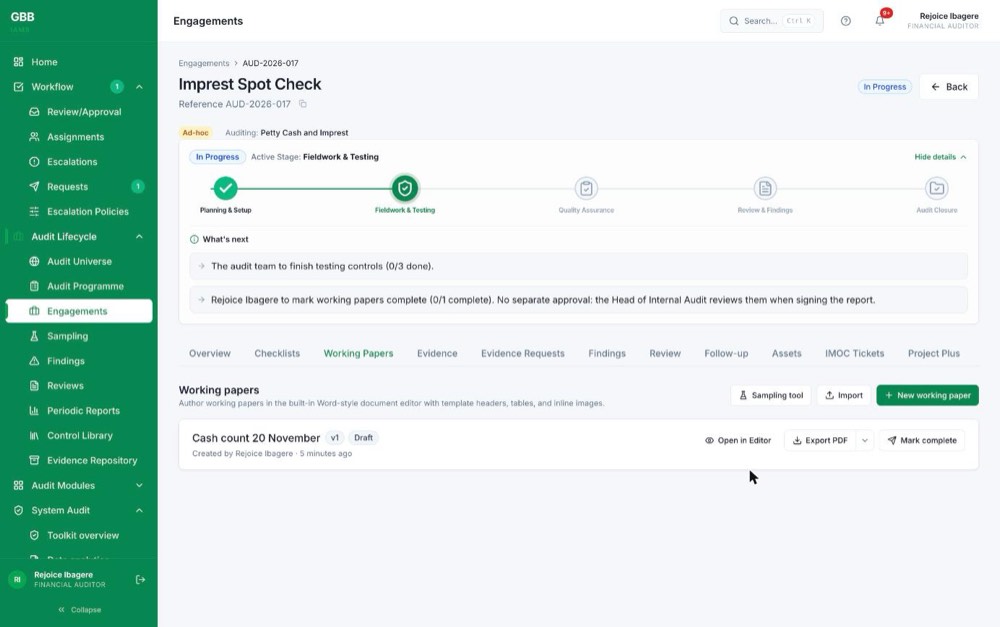 GBB
Engagements
Search... Ctrl K
9+
Rejoice Ibagere
FINANCIAL AUDITOR
Home
Workflow 1
Review/Approval
Assignments
Escalations
Requests 1
Escalation Policies
Audit Lifecycle
Audit Universe
Audit Programme
Engagements
Sampling
Findings
Reviews
Periodic Reports
Control Library
Evidence Repository
Audit Modules
System Audit
Toolkit overview
RI
Rejoice Ibagere
FINANCIAL AUDITOR
Collapse
Engagements > AUD-2026-017
Imprest Spot Check
Reference AUD-2026-017
In Progress
Back
Ad-hoc Auditing: Petty Cash and Imprest
In Progress Active Stage: Fieldwork & Testing
Hide details
Planning & Setup
Fieldwork & Testing
Quality Assurance
Review & Findings
Audit Closure
What's next
The audit team to finish testing controls (0/3 done).
Rejoice Ibagere to mark working papers complete (0/1 complete). No separate approval: the Head of Internal Audit reviews them when signing the report.
Overview Checklists Working Papers Evidence Evidence Requests Findings Review Follow-up Assets IMOC Tickets Project Plus
Working papers
Author working papers in the built-in Word-style document editor with template headers, tables, and inline images.
Sampling tool
Import
+ New working paper
Cash count 20 November v1 Draft
Created by Rejoice Ibagere · 5 minutes ago
Open in Editor
Export PDF
Mark complete